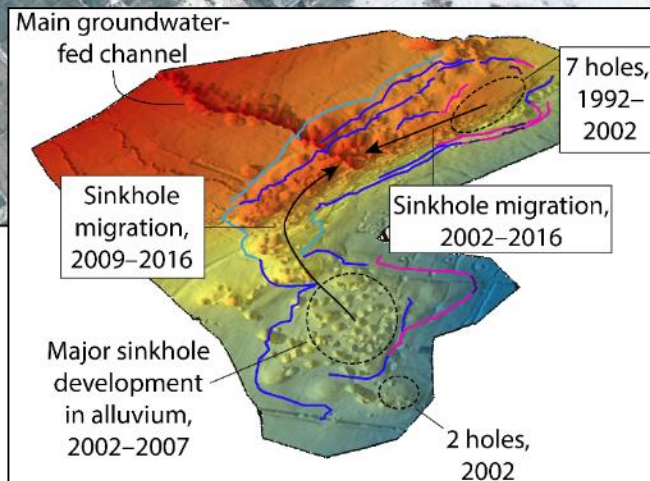 Main groundwater-
fed channel
7 holes,
1992–
2002
Sinkhole
migration,
2009–2016
Sinkhole migration,
2002–2016
Major sinkhole
development
in alluvium,
2002–2007
2 holes,
2002